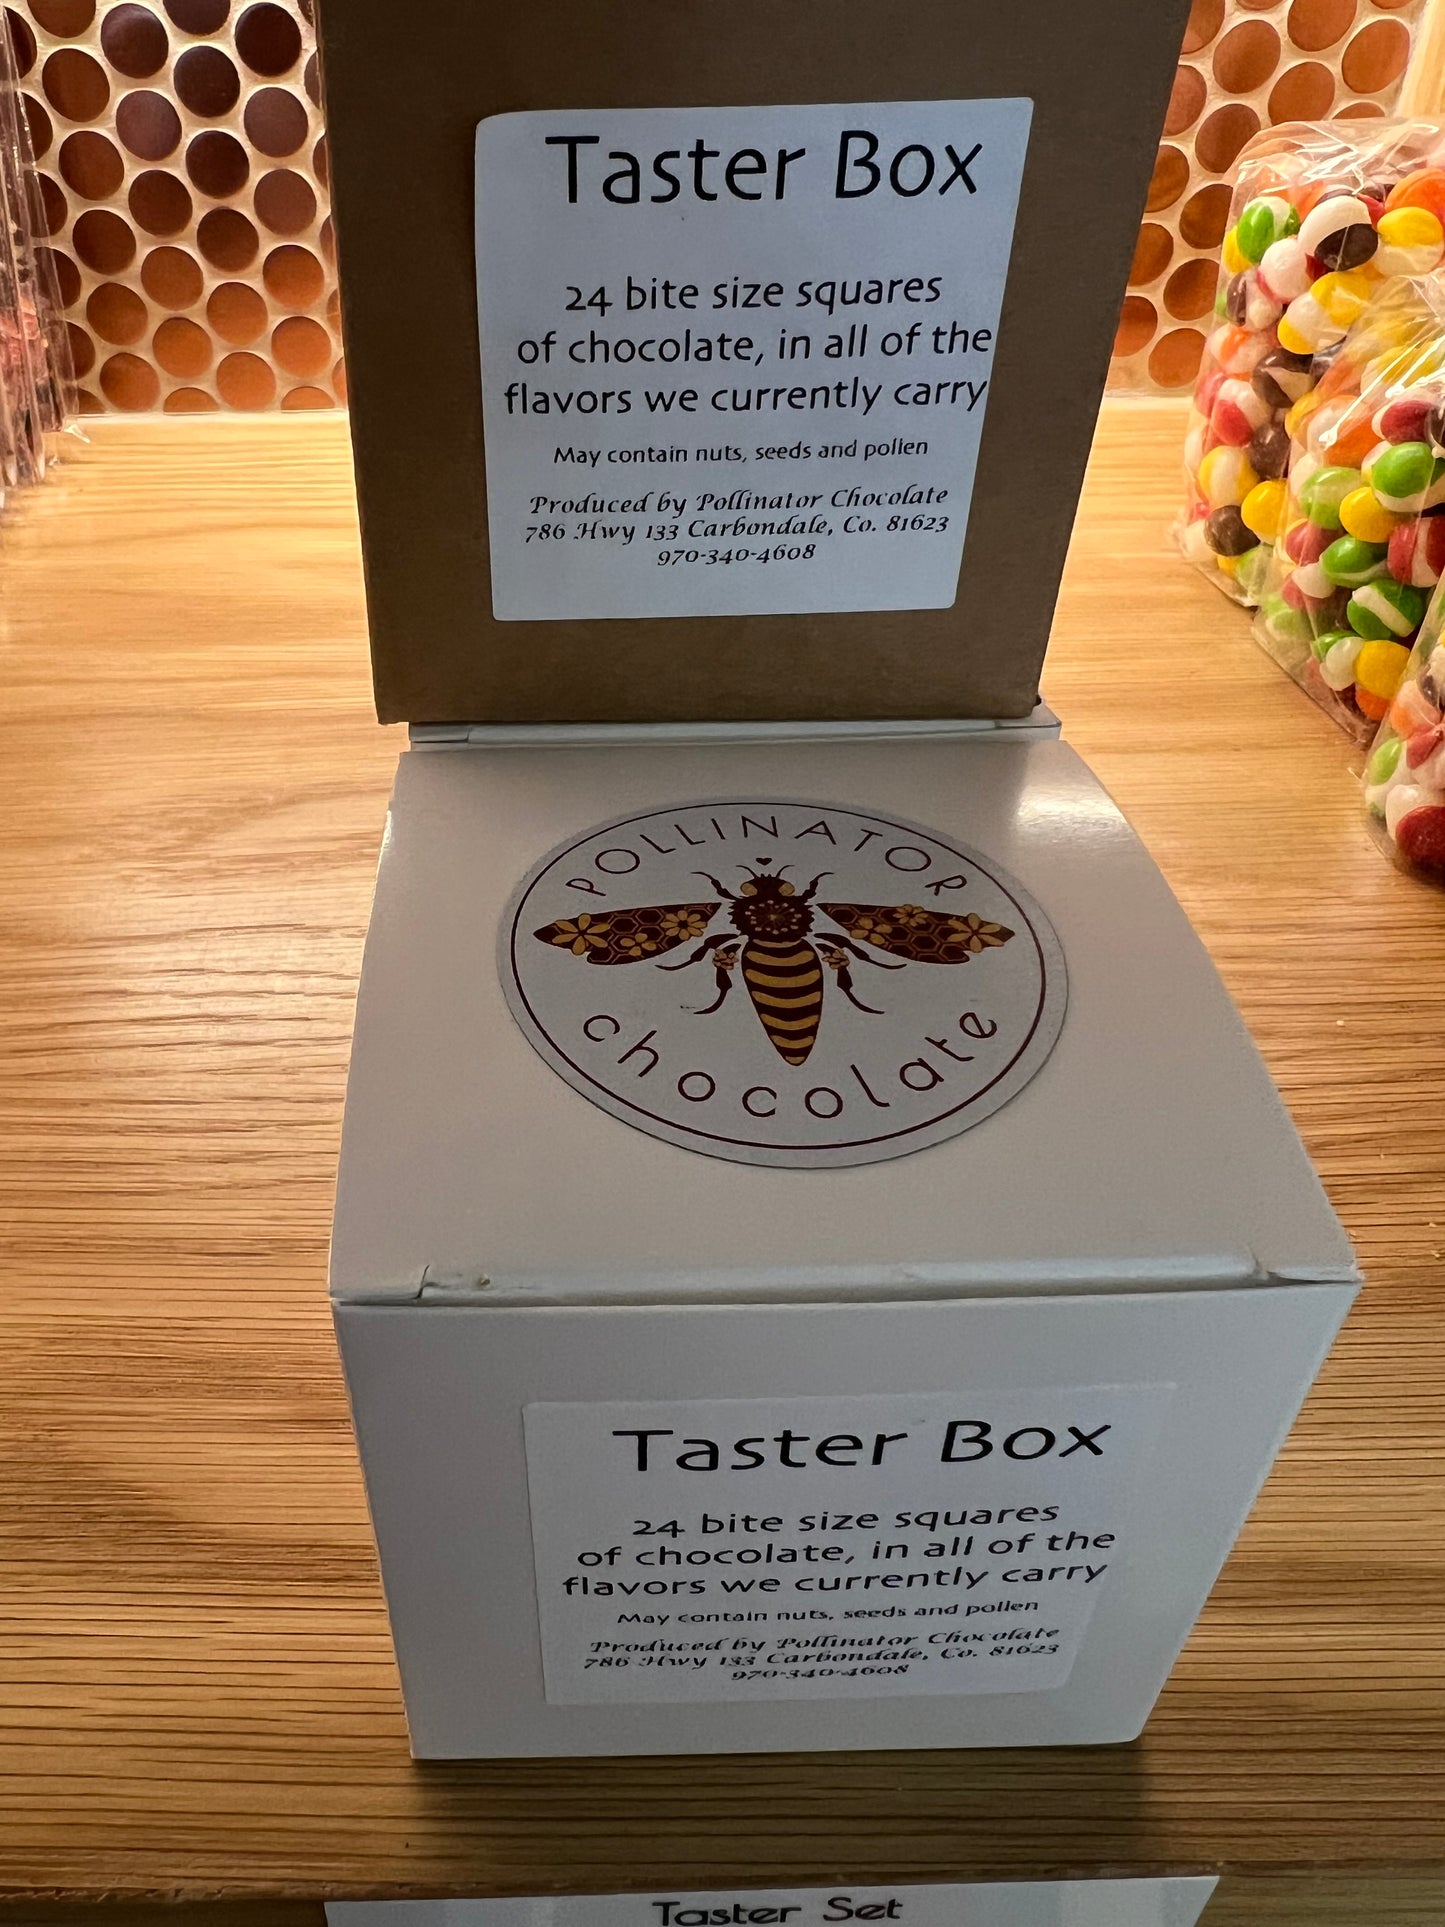 Taster Box
24 bite size squares
of chocolate, in all of the
flavors we currently carry
May contain nuts, seeds and pollen
Produced by Pollinator Chocolate
786 Hwy 133 Carbondale, Co. 81623
970-340-4608
POLLINATOR
chocolate
Taster Box
24 bite size squares
of chocolate, in all of the
flavors we currently carry
May contain nuts, seeds and pollen
Produced by Pollinator Chocolate
786 Hwy 133 Carbondale, Co. 81623
970-340-4608
Taster Set